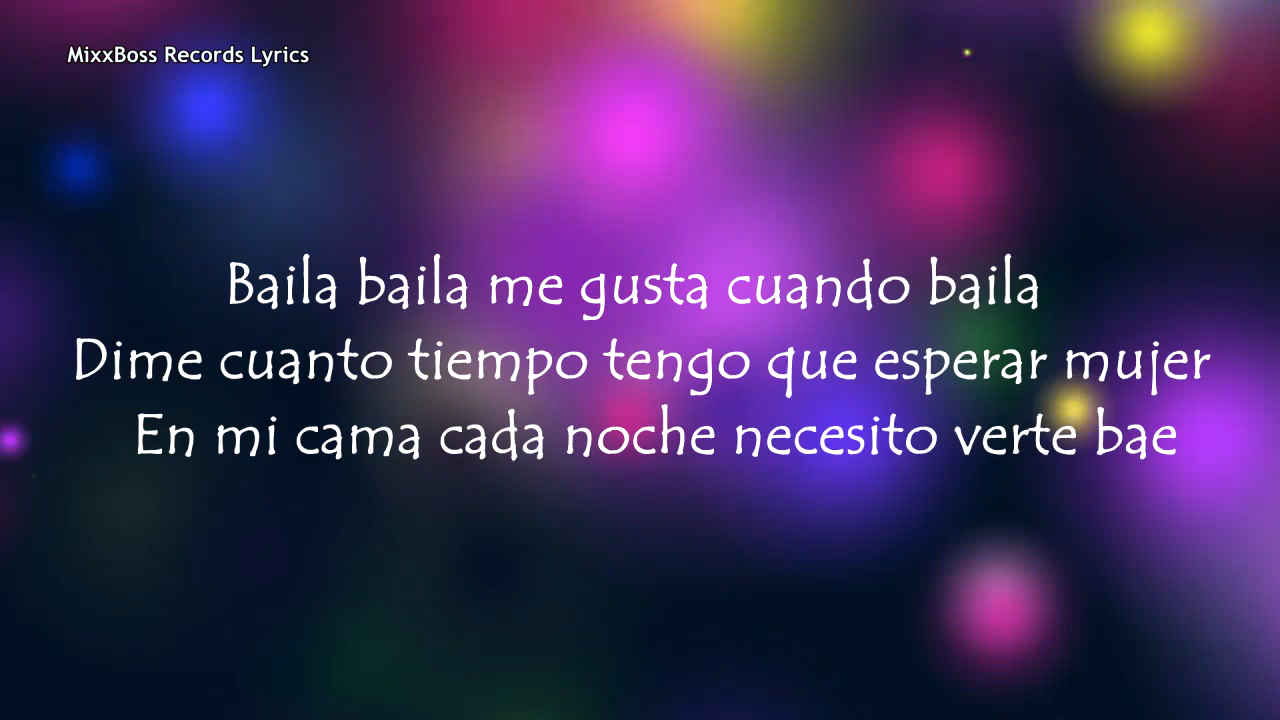 MixxBoss Records Lyrics
Baila baila me gusta cuando baila
Dime cuanto tiempo tengo que esperar mujer
En mi cama cada noche necesito verte bae